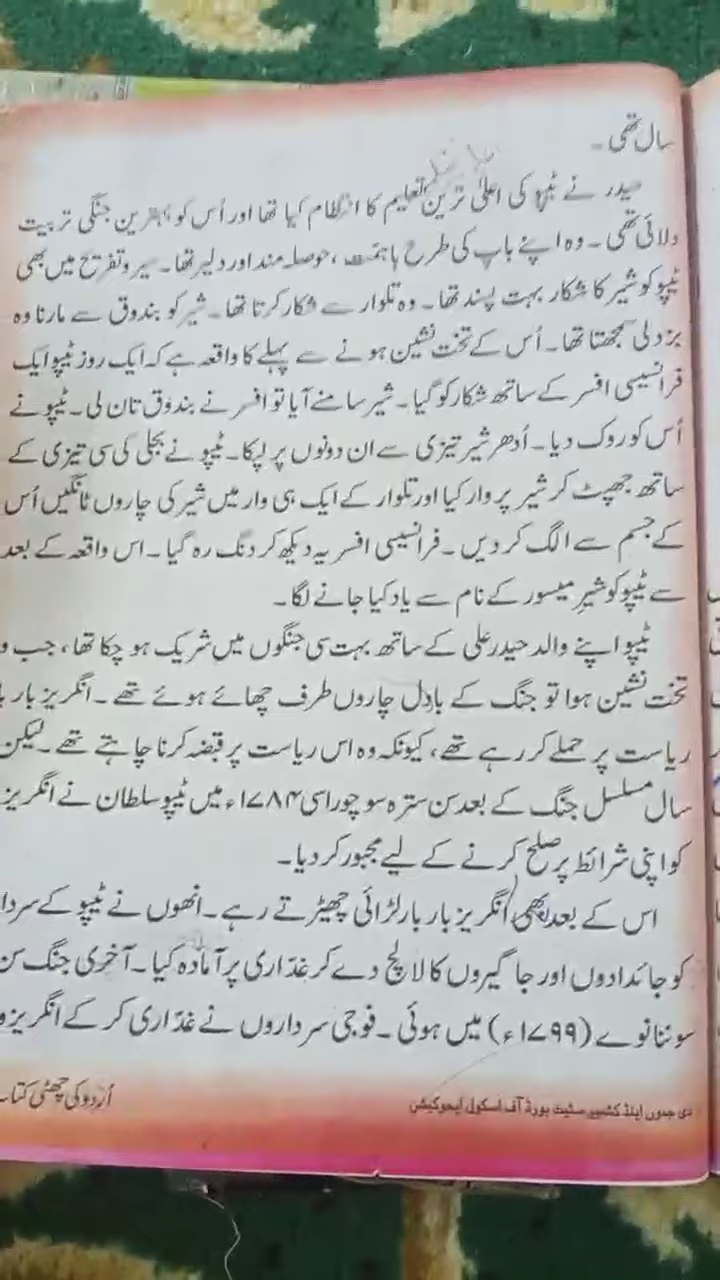 سال تھی۔
حیدر نے ٹیپو کی اعلیٰ ترین تعلیم کا انتظام کیا تھا اور اُس کو بہترین جنگی تربیت
دلائی تھی۔ وہ اپنے باپ کی طرح باہمت، حوصلہ مند اور دلیر تھا۔ سیر و تفریح میں بھی
ٹیپو کو شیر کا شکار بہت پسند تھا۔ وہ تلوار سے شکار کرتا تھا۔ شیر کو بندوق سے مارنا وہ
بزدلی سمجھتا تھا۔ اُس کے تخت نشین ہونے سے پہلے کا واقعہ ہے کہ ایک روز ٹیپو ایک
فرانسیسی افسر کے ساتھ شکار کو گیا۔ شیر سامنے آیا تو افسر نے بندوق تان لی۔ ٹیپو نے
اُس کو روک دیا۔ اُدھر شیر تیزی سے ان دونوں پر لپکا۔ ٹیپو نے بجلی کی سی تیزی کے
ساتھ جھپٹ کر شیر پر وار کیا اور تلوار کے ایک ہی وار میں شیر کی چاروں ٹانگیں اُس
کے جسم سے الگ کر دیں۔ فرانسیسی افسر یہ دیکھ کر دنگ رہ گیا۔ اس واقعہ کے بعد
سے ٹیپو کو شیرِ میسور کے نام سے یاد کیا جانے لگا۔
ٹیپو اپنے والد حیدر علی کے ساتھ بہت سی جنگوں میں شریک ہو چکا تھا، جب و
تخت نشین ہوا تو جنگ کے بادل چاروں طرف چھائے ہوئے تھے۔ انگریز بار با
ریاست پر حملے کر رہے تھے، کیونکہ وہ اس ریاست پر قبضہ کرنا چاہتے تھے۔ لیکن
سال مسلسل جنگ کے بعد سن سترہ سو چوراسی ۱۷۸۴ء میں ٹیپو سلطان نے انگریز
کو اپنی شرائط پر صلح کرنے کے لیے مجبور کر دیا۔
اس کے بعد بھی انگریز بار بار لڑائی چھیڑتے رہے۔ انھوں نے ٹیپو کے سردا
کو جائدادوں اور جاگیروں کا لالچ دے کر غدّاری پر آمادہ کیا۔ آخری جنگ سن
سو ننانوے (۱۷۹۹ء) میں ہوئی۔ فوجی سرداروں نے غدّاری کر کے انگریزو
دی جموں اینڈ کشمیر سٹیٹ بورڈ آف اسکول ایجوکیشن
اُردو کی چھٹی کتا